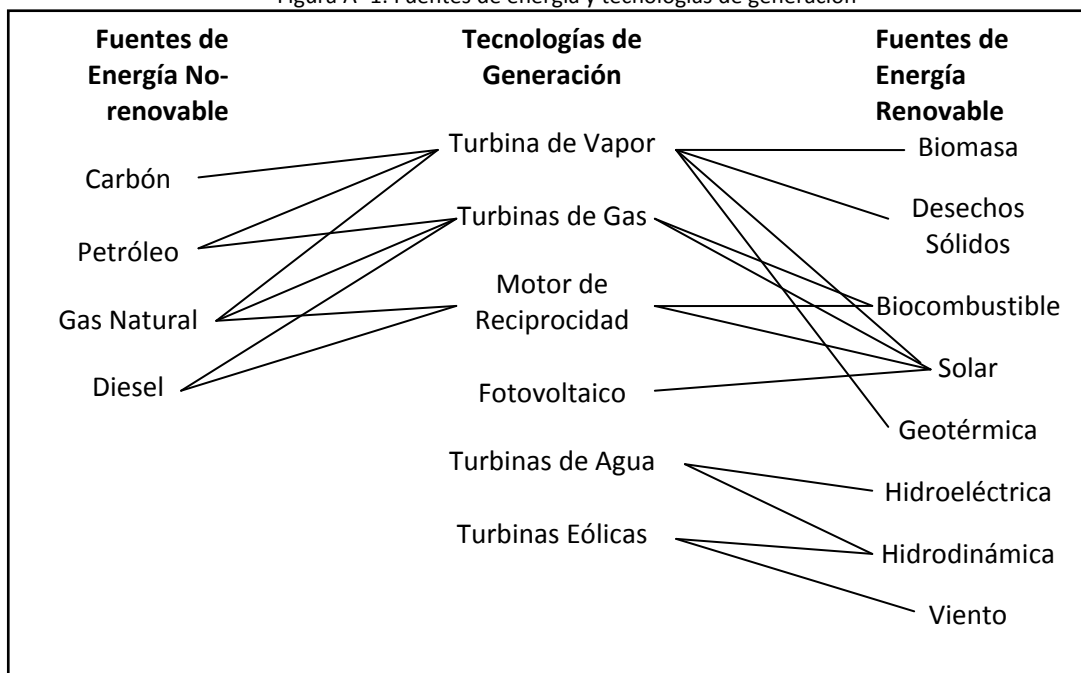 Figura A- 1. Fuentes de energía y tecnologías de generación
Fuentes de
Energía No-
renovable
Carbón
Petróleo
Gas Natural
Diesel
Tecnologías de
Generación
Turbina de Vapor
Turbinas de Gas
Motor de
Reciprocidad
Fotovoltaico
Turbinas de Agua
Turbinas Eólicas
Fuentes de
Energía
Renovable
Biomasa
Desechos
Sólidos
Biocombustible
Solar
Geotérmica
Hidroeléctrica
Hidrodinámica
Viento